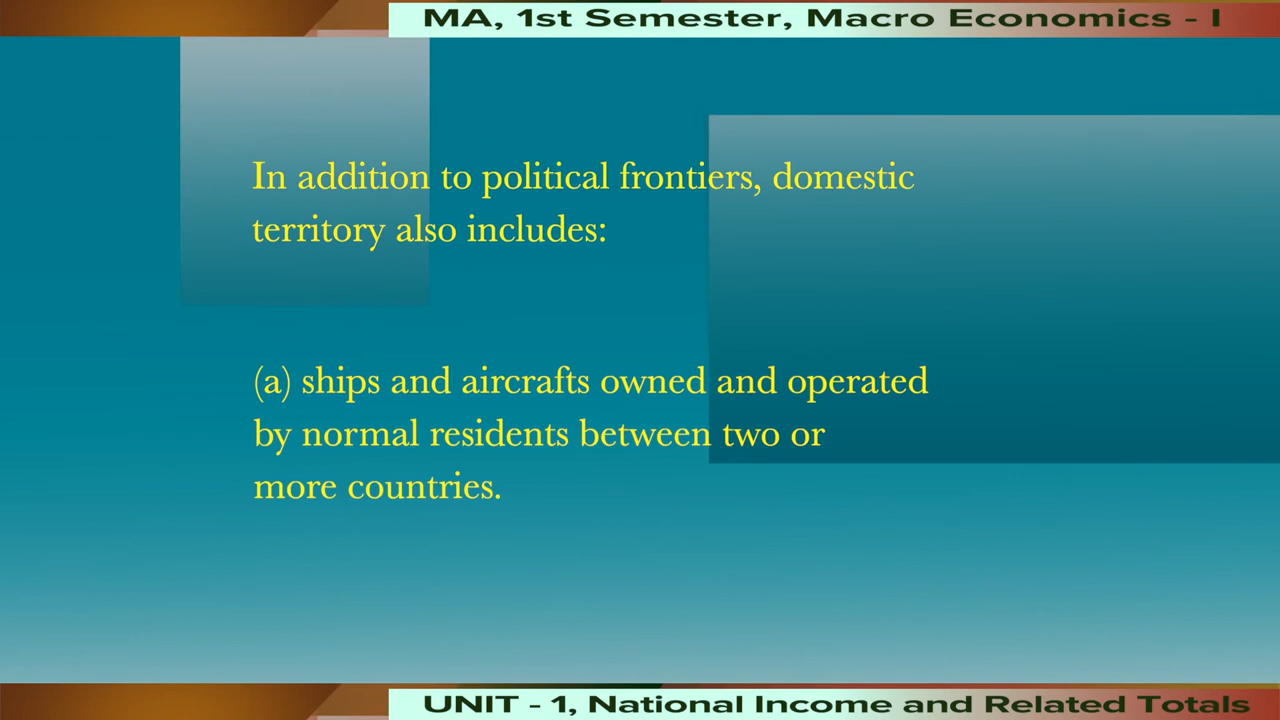 MA, 1st Semester, Macro Economics - I
In addition to political frontiers, domestic
territory also includes:
(a) ships and aircrafts owned and operated
by normal residents between two or
more countries.
UNIT - 1, National Income and Related Totals